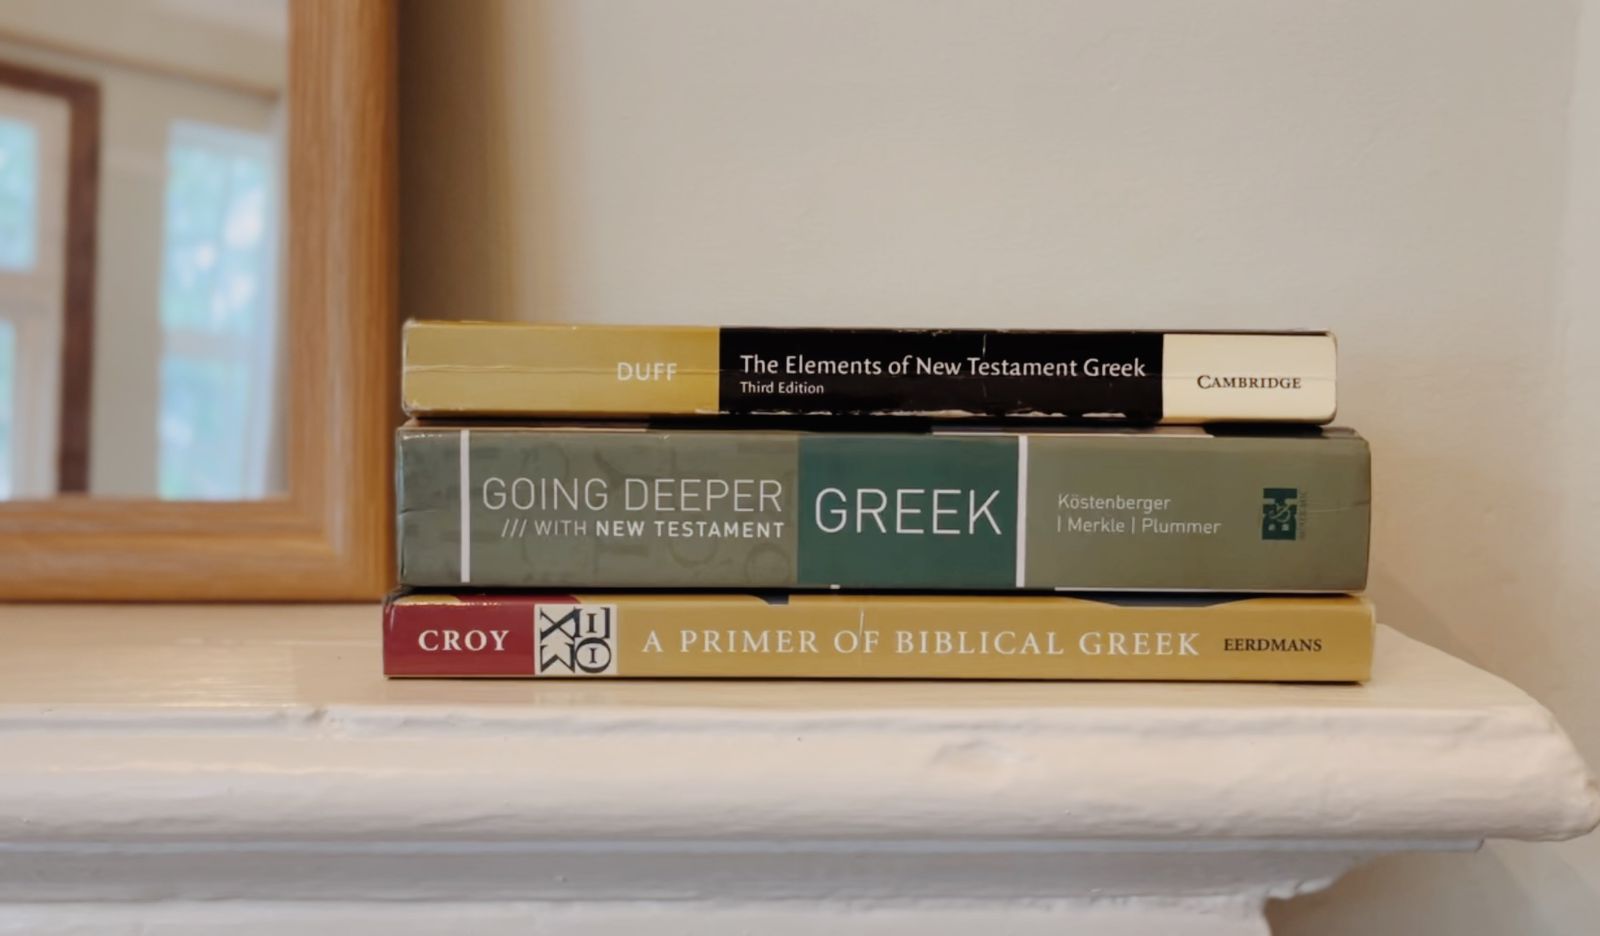 DUFF
The Elements of New Testament Greek
Third Edition
CAMBRIDGE
GOING DEEPER
/// WITH NEW TESTAMENT
GREEK
Köstenberger
| Merkle | Plummer
B&H
CROY
A PRIMER OF BIBLICAL GREEK
EERDMANS